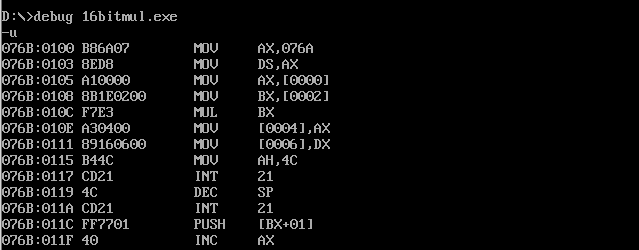 D:\>debug 16bitmul.exe
-u
076B:0100 B86A07 MOV AX,076A
076B:0103 8ED8 MOV DS,AX
076B:0105 A10000 MOV AX,[0000]
076B:0108 8B1E0200 MOV BX,[0002]
076B:010C F7E3 MUL BX
076B:010E A30400 MOV [0004],AX
076B:0111 89160600 MOV [0006],DX
076B:0115 B44C MOV AH,4C
076B:0117 CD21 INT 21
076B:0119 4C DEC SP
076B:011A CD21 INT 21
076B:011C FF7701 PUSH [BX+01]
076B:011F 40 INC AX